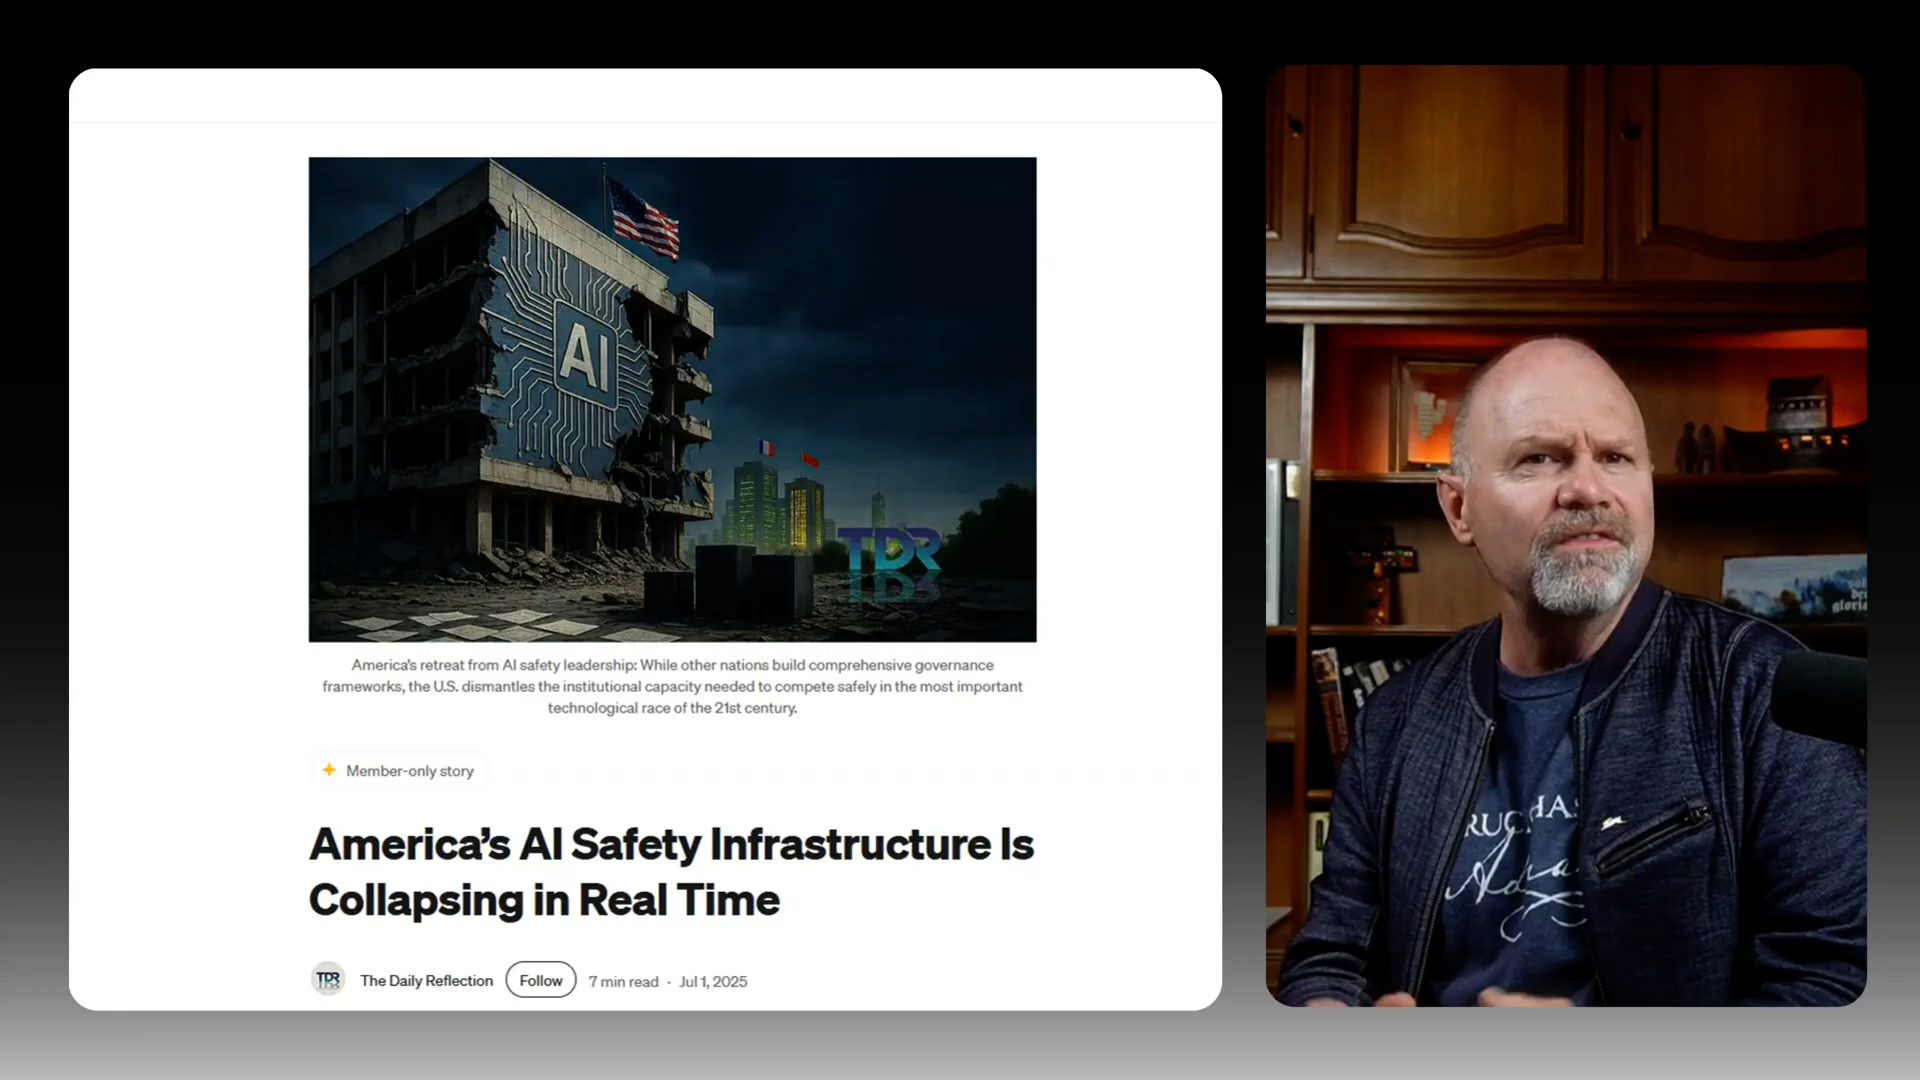 AI
TDR
America's retreat from AI safety leadership: While other nations build comprehensive governance
frameworks, the U.S. dismantles the institutional capacity needed to compete safely in the most important
technological race of the 21st century.
Member-only story
America's AI Safety Infrastructure Is
Collapsing in Real Time
TDR
The Daily Reflection
Follow
7 min read · Jul 1, 2025